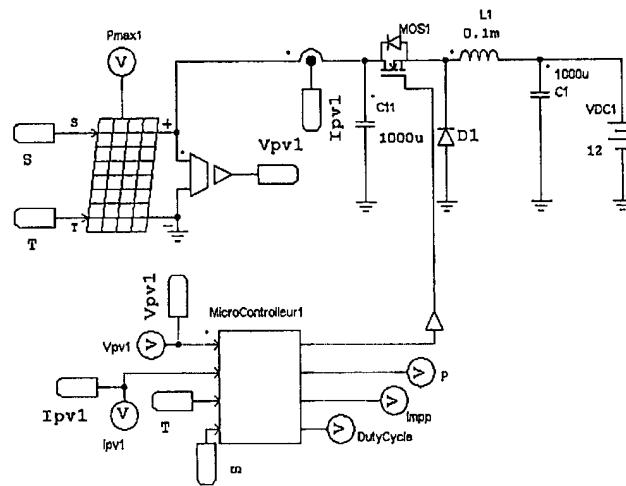 Pmax1
V
S
S
+
T
T
Vpv1
Ipv1
C11
1000u
MOS1
L1
0.1m
D1
1000u
C1
VDC1
12
Vpv1
MicroControlleur1
Vpv1
V
Ipv1
V
Ipv1
T
S
V
P
V
Impp
V
DutyCycle